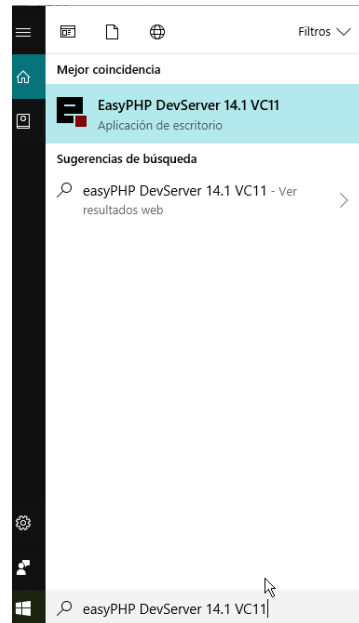 Filtros
Mejor coincidencia
EasyPHP DevServer 14.1 VC11
Aplicación de escritorio
Sugerencias de búsqueda
easyPHP DevServer 14.1 VC11 - Ver
resultados web
easyPHP DevServer 14.1 VC11